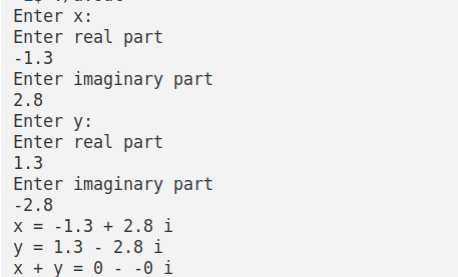 Enter x:
Enter real part
-1.3
Enter imaginary part
2.8
Enter y:
Enter real part
1.3
Enter imaginary part
-2.8
x = -1.3 + 2.8 i
y = 1.3 - 2.8 i
x + y = 0 - -0 i